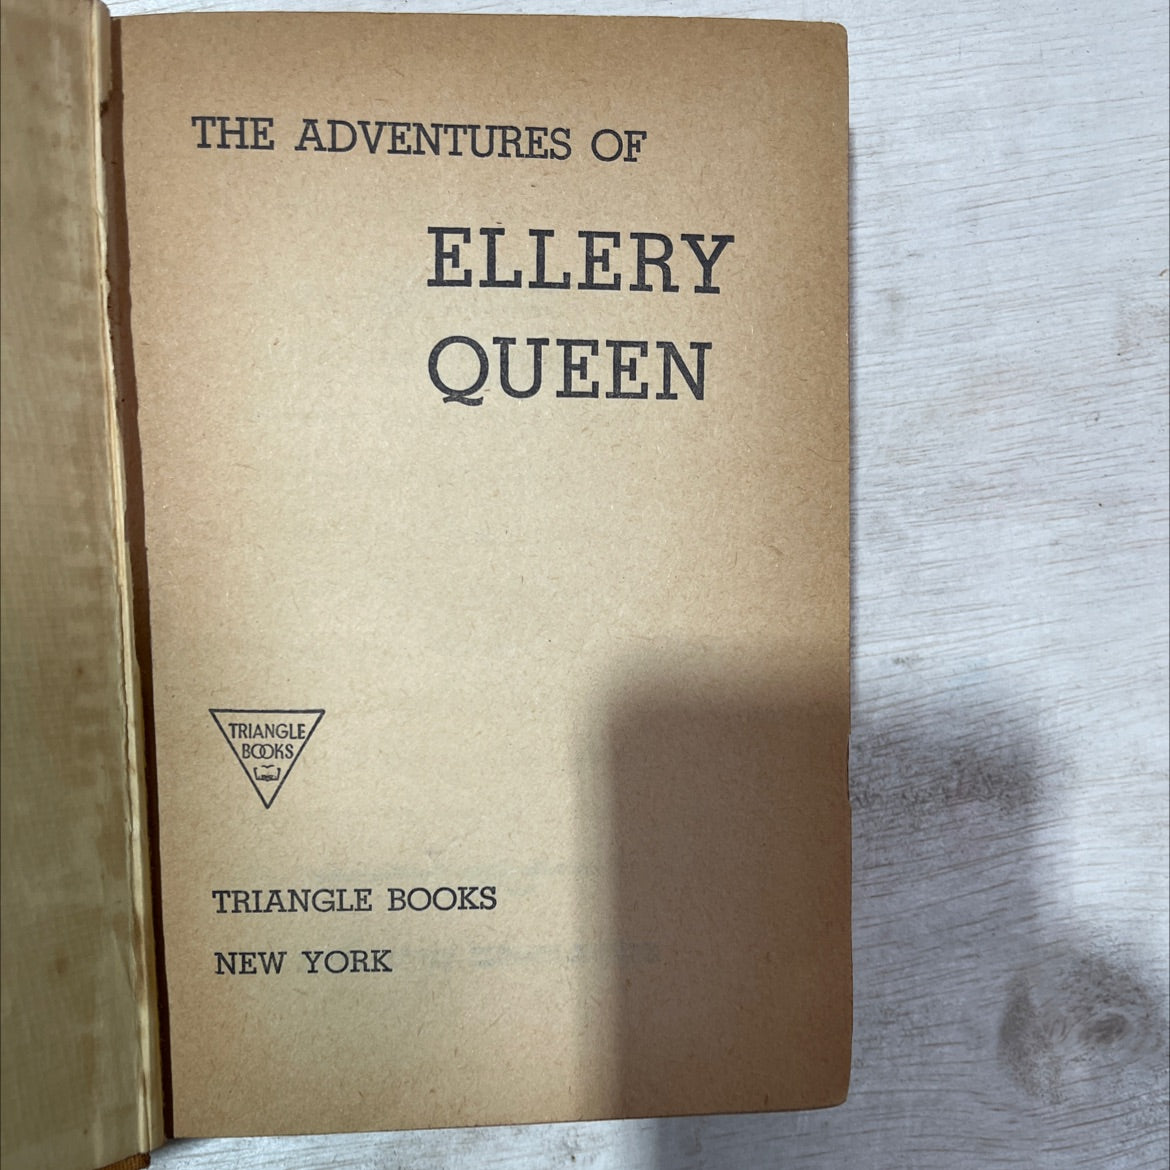 THE ADVENTURES OF
ELLERY
QUEEN
TRIANGLE
BOOKS
TRIANGLE BOOKS
NEW YORK